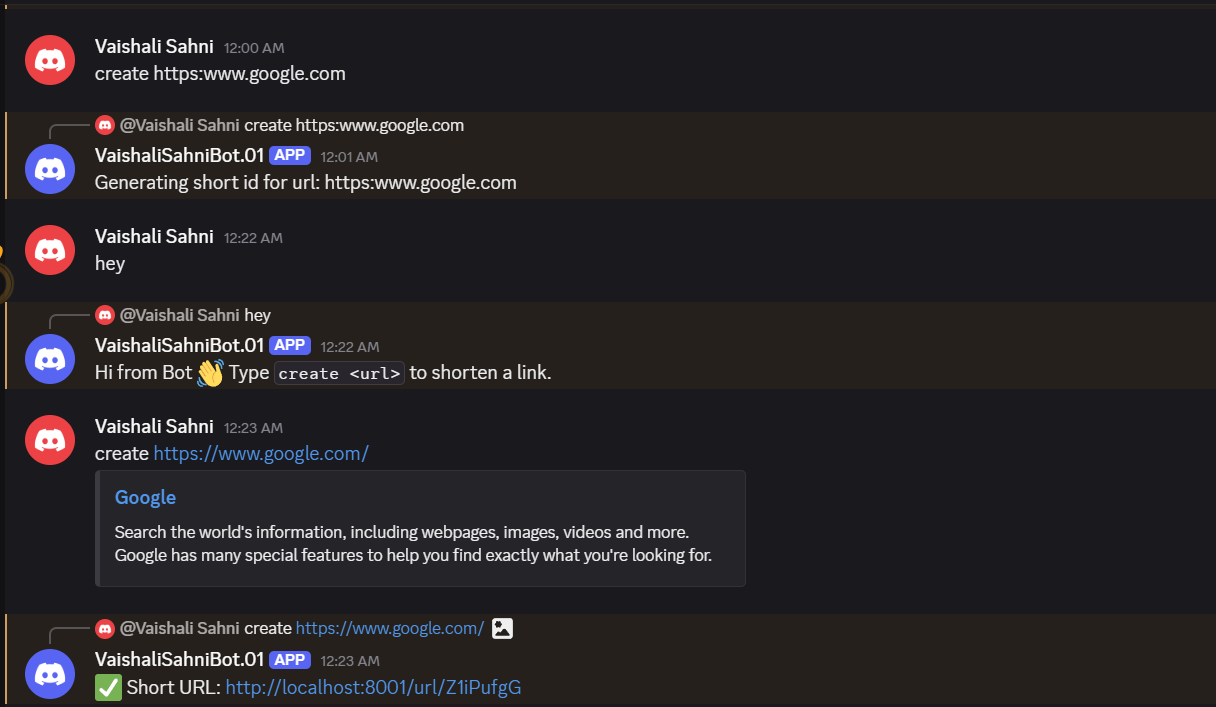 Vaishali Sahni 12:00 AM
create https:www.google.com
@Vaishali Sahni create https:www.google.com
VaishaliSahniBot.01 APP 12:01 AM
Generating short id for url: https:www.google.com
Vaishali Sahni 12:22 AM
hey
@Vaishali Sahni hey
VaishaliSahniBot.01 APP 12:22 AM
Hi from Bot 👋 Type create <url> to shorten a link.
Vaishali Sahni 12:23 AM
create https://www.google.com/
Google
Search the world's information, including webpages, images, videos and more.
Google has many special features to help you find exactly what you're looking for.
@Vaishali Sahni create https://www.google.com/
VaishaliSahniBot.01 APP 12:23 AM
✅ Short URL: http://localhost:8001/url/Z1iPufgG